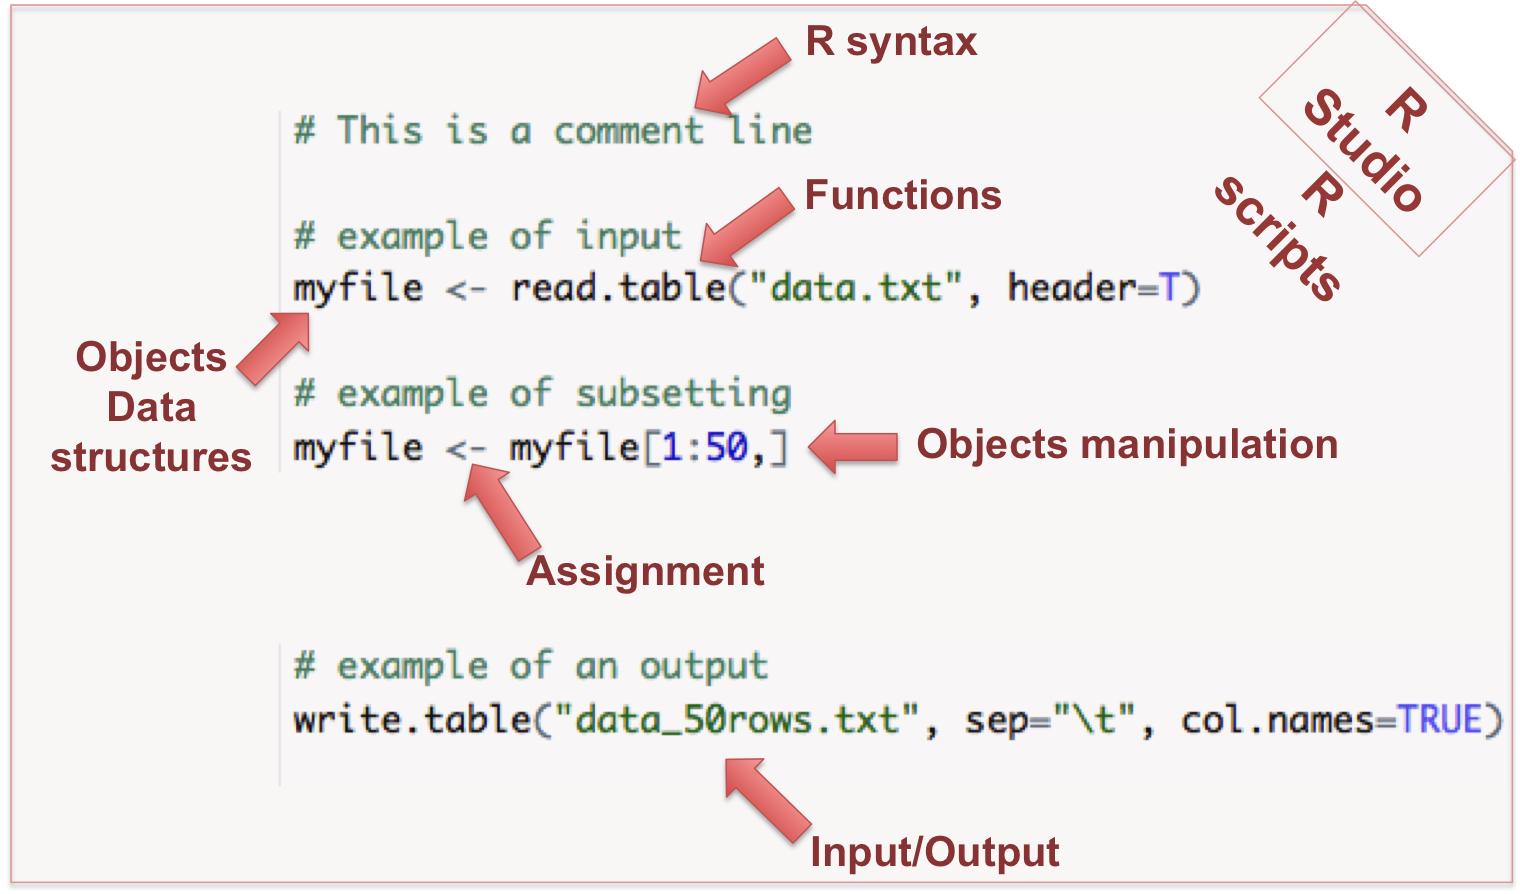 R syntax
R
Studio
R
scripts
# This is a comment line
Functions
# example of input
myfile <- read.table("data.txt", header=T)
Objects
Data
structures
# example of subsetting
myfile <- myfile[1:50,]
Objects manipulation
Assignment
# example of an output
write.table("data_50rows.txt", sep="\t", col.names=TRUE)
Input/Output